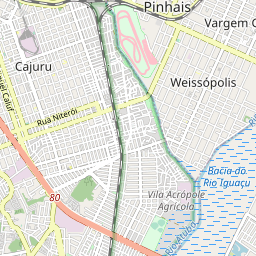 Pinhais
Vargem
Cajuru
Weissópolis
Rua Niterói
Bacia do
Rio Iguaçu
Vila Acrópole
Agrícola
80